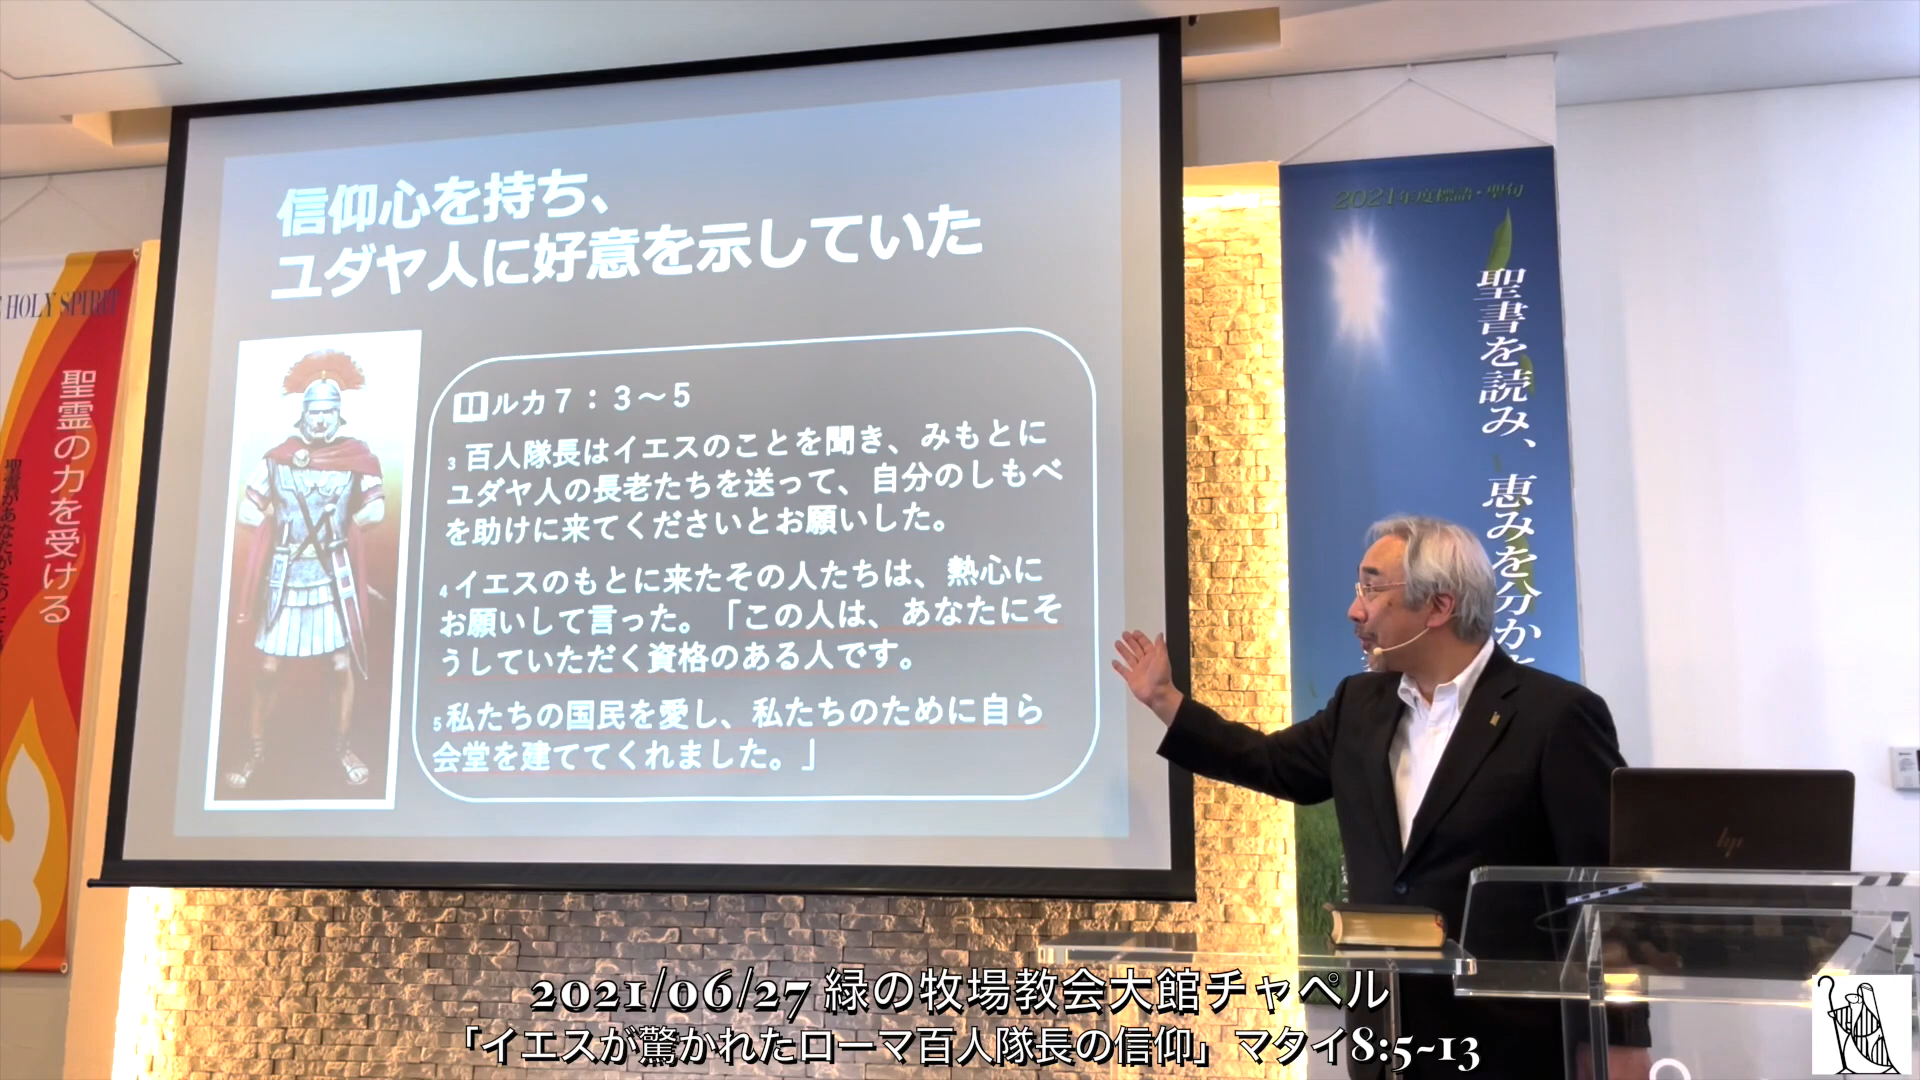 信仰心を持ち、
ユダヤ人に好意を示していた
ルカ7：3～5
3 百人隊長はイエスのことを聞き、みもとに
ユダヤ人の長老たちを送って、自分のしもべ
を助けに来てくださいとお願いした。
4 イエスのもとに来たその人たちは、熱心に
お願いして言った。「この人は、あなたにそ
うしていただく資格のある人です。
5 私たちの国民を愛し、私たちのために自ら
会堂を建ててくれました。」
HOLY SPIRIT
聖霊の力を受ける
2021年度標語・聖句
聖書を読み、恵みを分か
hp
2021/06/27 緑の牧場教会大館チャペル
「イエスが驚かれたローマ百人隊長の信仰」マタイ8:5-13